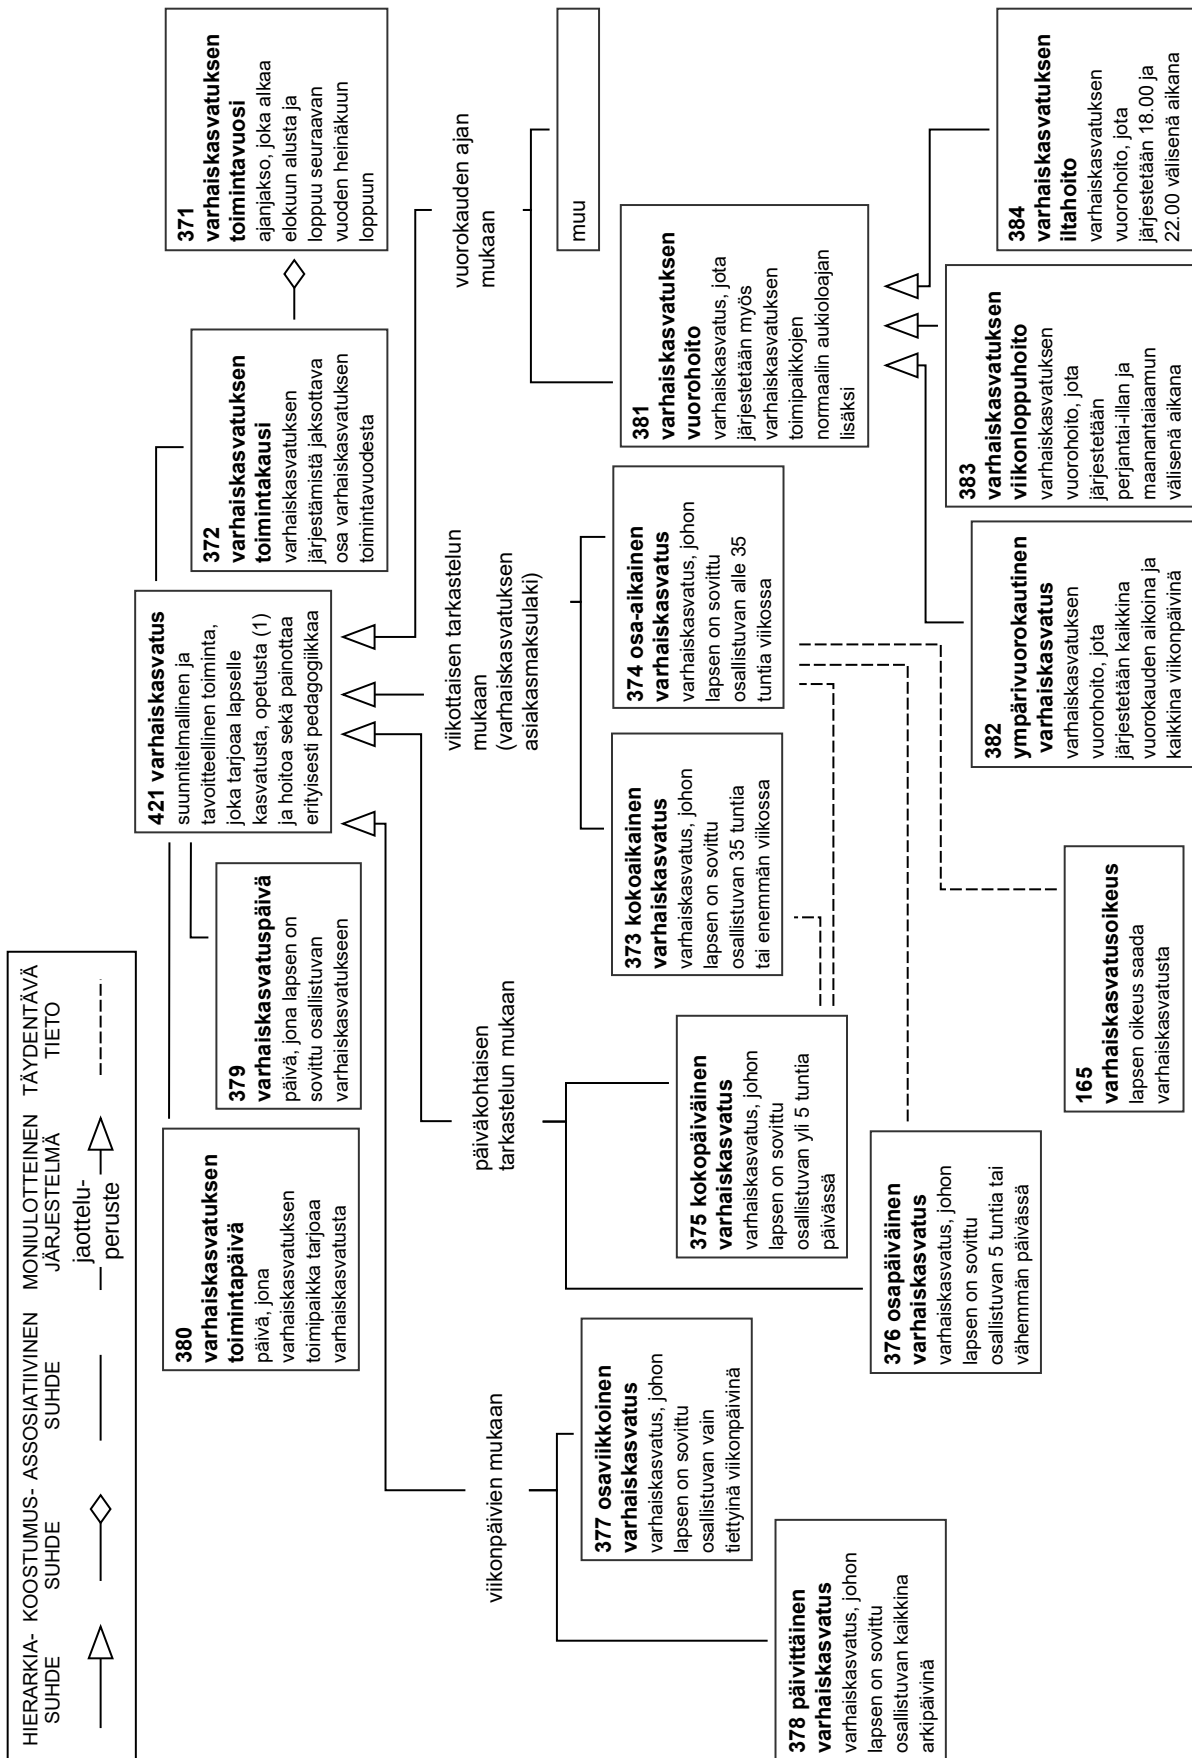 HIERARKIA-
SUHDE
KOOSTUMUS-
SUHDE
ASSOSIATIIVINEN
SUHDE
MONIULOTTEINEN
JÄRJESTELMÄ
jaottelu-
peruste
TÄYDENTÄVÄ
TIETO
380
varhaiskasvatuksen
toimintapäivä
päivä, jona
varhaiskasvatuksen
toimipaikka tarjoaa
varhaiskasvatusta
379
varhaiskasvatuspäivä
päivä, jona lapsen on
sovittu osallistuvan
varhaiskasvatukseen
421 varhaiskasvatus
suunnitelmallinen ja
tavoitteellinen toiminta,
joka tarjoaa lapselle
kasvatusta, opetusta (1)
ja hoitoa sekä painottaa
erityisesti pedagogiikkaa
372
varhaiskasvatuksen
toimintakausi
varhaiskasvatuksen
järjestämistä jaksottava
osa varhaiskasvatuksen
toimintavuodesta
371
varhaiskasvatuksen
toimintavuosi
ajanjakso, joka alkaa
elokuun alusta ja
loppuu seuraavan
vuoden heinäkuun
loppuun
viikonpäivien mukaan
päiväkohtaisen
tarkastelun mukaan
viikottaisen tarkastelun
mukaan
(varhaiskasvatuksen
asiakasmaksulaki)
vuorokauden ajan
mukaan
378 päivittäinen
varhaiskasvatus
varhaiskasvatus, johon
lapsen on sovittu
osallistuvan kaikkina
arkipäivinä
377 osaviikkoinen
varhaiskasvatus
varhaiskasvatus, johon
lapsen on sovittu
osallistuvan vain
tiettyinä viikonpäivinä
376 osapäiväinen
varhaiskasvatus
varhaiskasvatus, johon
lapsen on sovittu
osallistuvan 5 tuntia tai
vähemmän päivässä
375 kokopäiväinen
varhaiskasvatus
varhaiskasvatus, johon
lapsen on sovittu
osallistuvan yli 5 tuntia
päivässä
373 kokoaikainen
varhaiskasvatus
varhaiskasvatus, johon
lapsen on sovittu
osallistuvan 35 tuntia
tai enemmän viikossa
374 osa-aikainen
varhaiskasvatus
varhaiskasvatus, johon
lapsen on sovittu
osallistuvan alle 35
tuntia viikossa
381
varhaiskasvatuksen
vuorohoito
varhaiskasvatus, jota
järjestetään myös
varhaiskasvatuksen
toimipaikkojen
normaalin aukioloajan
lisäksi
muu
165
varhaiskasvatusoikeus
lapsen oikeus saada
varhaiskasvatusta
382
ympärivuorokautinen
varhaiskasvatus
varhaiskasvatuksen
vuorohoito, jota
järjestetään kaikkina
vuorokauden aikoina ja
kaikkina viikonpäivinä
383
varhaiskasvatuksen
viikonloppuhoito
varhaiskasvatuksen
vuorohoito, jota
järjestetään
perjantai-illan ja
maanantaiaamun
välisenä aikana
384
varhaiskasvatuksen
iltahoito
varhaiskasvatuksen
vuorohoito, jota
järjestetään 18.00 ja
22.00 välisenä aikana